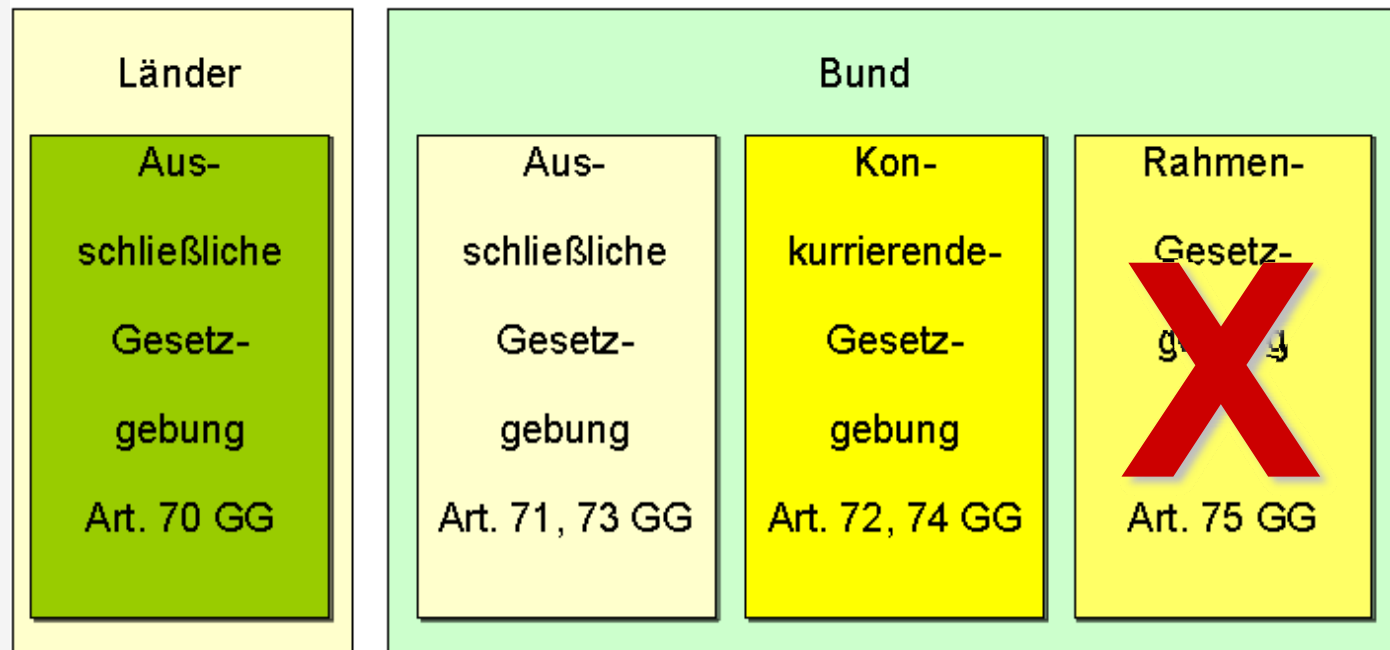 Länder
Aus-
schließliche
Gesetz-
gebung
Art. 70 GG
Bund
Aus-
schließliche
Gesetz-
gebung
Art. 71, 73 GG
Kon-
kurrierende-
Gesetz-
gebung
Art. 72, 74 GG
Rahmen-
Gesetz-
gebung
X
Art. 75 GG